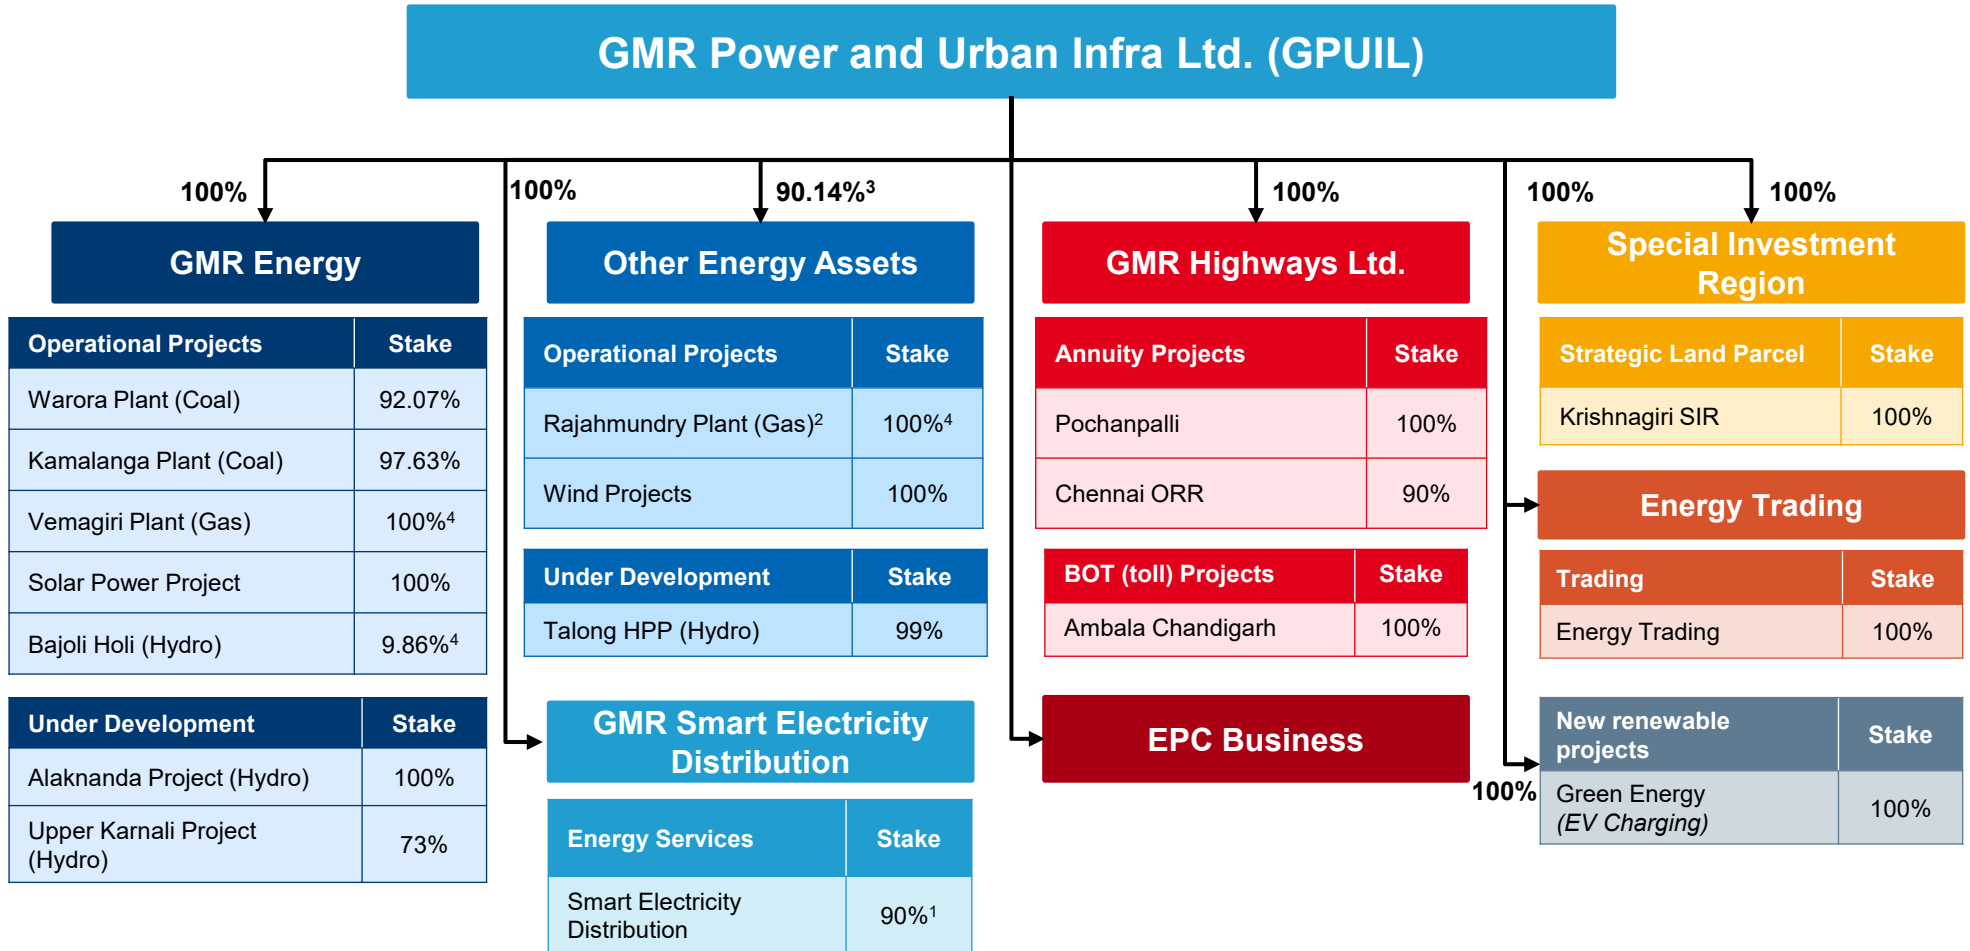 GMR Power and Urban Infra Ltd. (GPUIL)
100%
100%
90.14%³
100%
100%
100%
GMR Energy
Operational Projects Stake
Warora Plant (Coal) 92.07%
Kamalanga Plant (Coal) 97.63%
Vemagiri Plant (Gas) 100%⁴
Solar Power Project 100%
Bajoli Holi (Hydro) 9.86%⁴
Under Development Stake
Alaknanda Project (Hydro) 100%
Upper Karnali Project
(Hydro) 73%
Other Energy Assets
Operational Projects Stake
Rajahmundry Plant (Gas)² 100%⁴
Wind Projects 100%
Under Development Stake
Talong HPP (Hydro) 99%
GMR Smart Electricity
Distribution
Energy Services Stake
Smart Electricity
Distribution 90%¹
GMR Highways Ltd.
Annuity Projects Stake
Pochanpalli 100%
Chennai ORR 90%
BOT (toll) Projects Stake
Ambala Chandigarh 100%
EPC Business
Special Investment
Region
Strategic Land Parcel Stake
Krishnagiri SIR 100%
Energy Trading
Trading Stake
Energy Trading 100%
100%
New renewable
projects Stake
Green Energy
(EV Charging) 100%